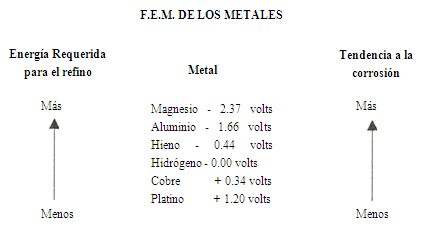 F.E.M. DE LOS METALES
Energía Requerida
para el refino
Metal
Tendencia a la
corrosión
Más
Más
Magnesio - 2.37 volts
Aluminio - 1.66 volts
Hieno - 0.44 volts
Hidrógeno - 0.00 volts
Cobre + 0.34 volts
Platino + 1.20 volts
Menos
Menos